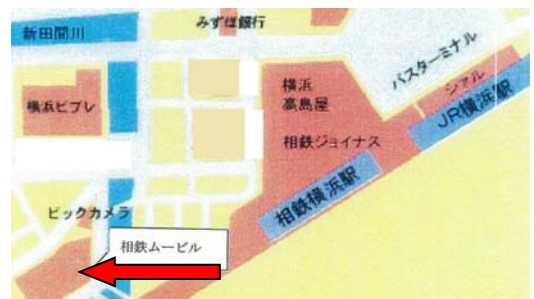 新田間川
みずほ銀行
バスターミナル
シアル
JR横浜駅
横浜
高島屋
横浜ビブレ
相鉄ジョイナス
相鉄横浜駅
ビックカメラ
相鉄ムービル